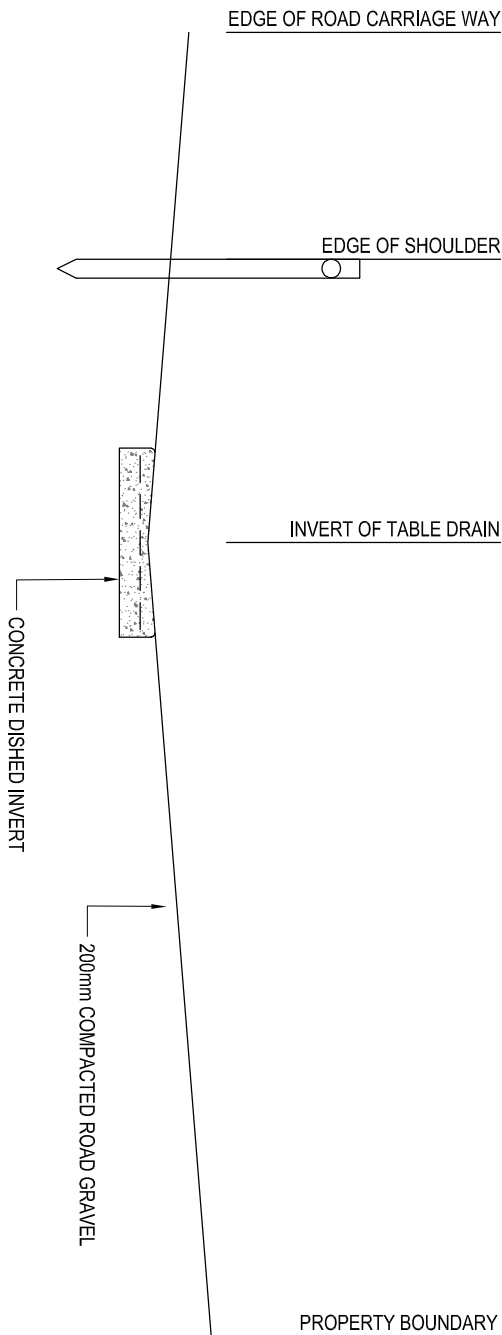 EDGE OF ROAD CARRIAGE WAY
EDGE OF SHOULDER
INVERT OF TABLE DRAIN
CONCRETE DISHED INVERT
200mm COMPACTED ROAD GRAVEL
PROPERTY BOUNDARY